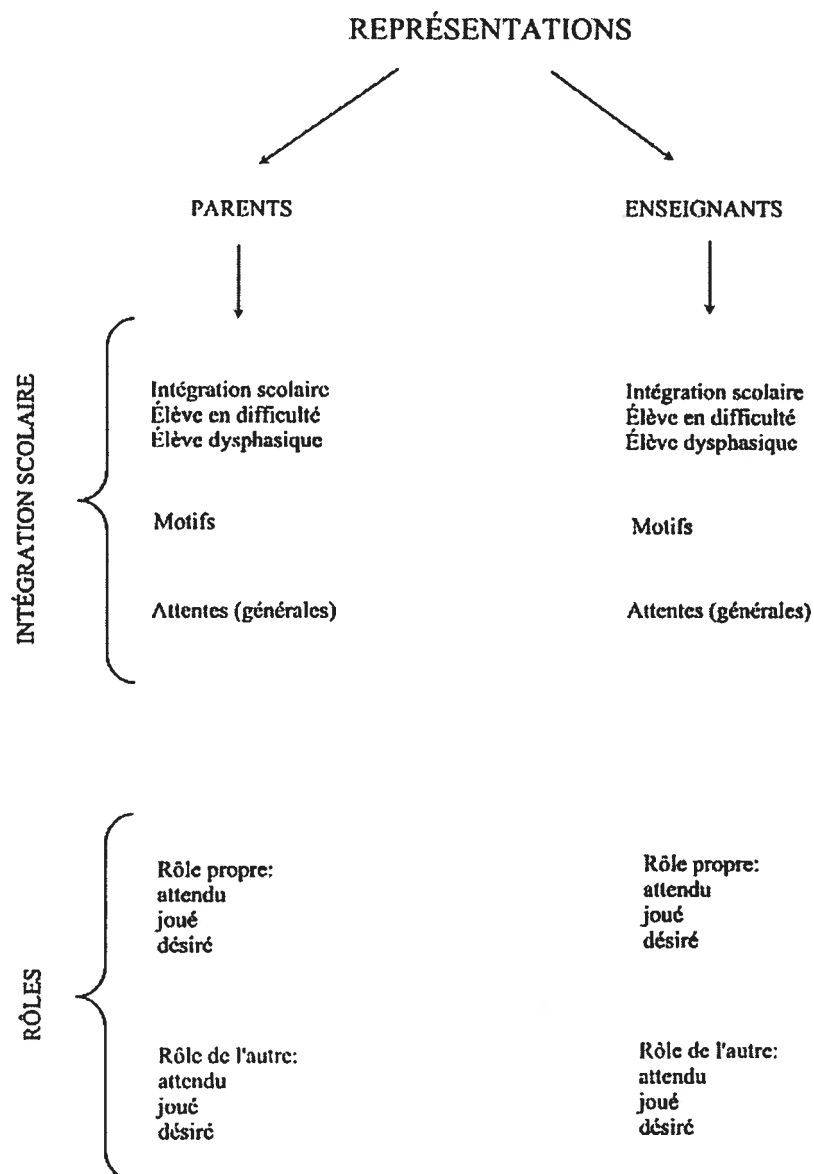 REPRÉSENTATIONS
PARENTS
ENSEIGNANTS
INTÉGRATION SCOLAIRE
Intégration scolaire
Élève en difficulté
Élève dysphasique
Motifs
Attentes (générales)
Intégration scolaire
Élève en difficulté
Élève dysphasique
Motifs
Attentes (générales)
RÔLES
Rôle propre:
attendu
joué
désiré
Rôle de l'autre:
attendu
joué
désiré
Rôle propre:
attendu
joué
désiré
Rôle de l'autre:
attendu
joué
désiré